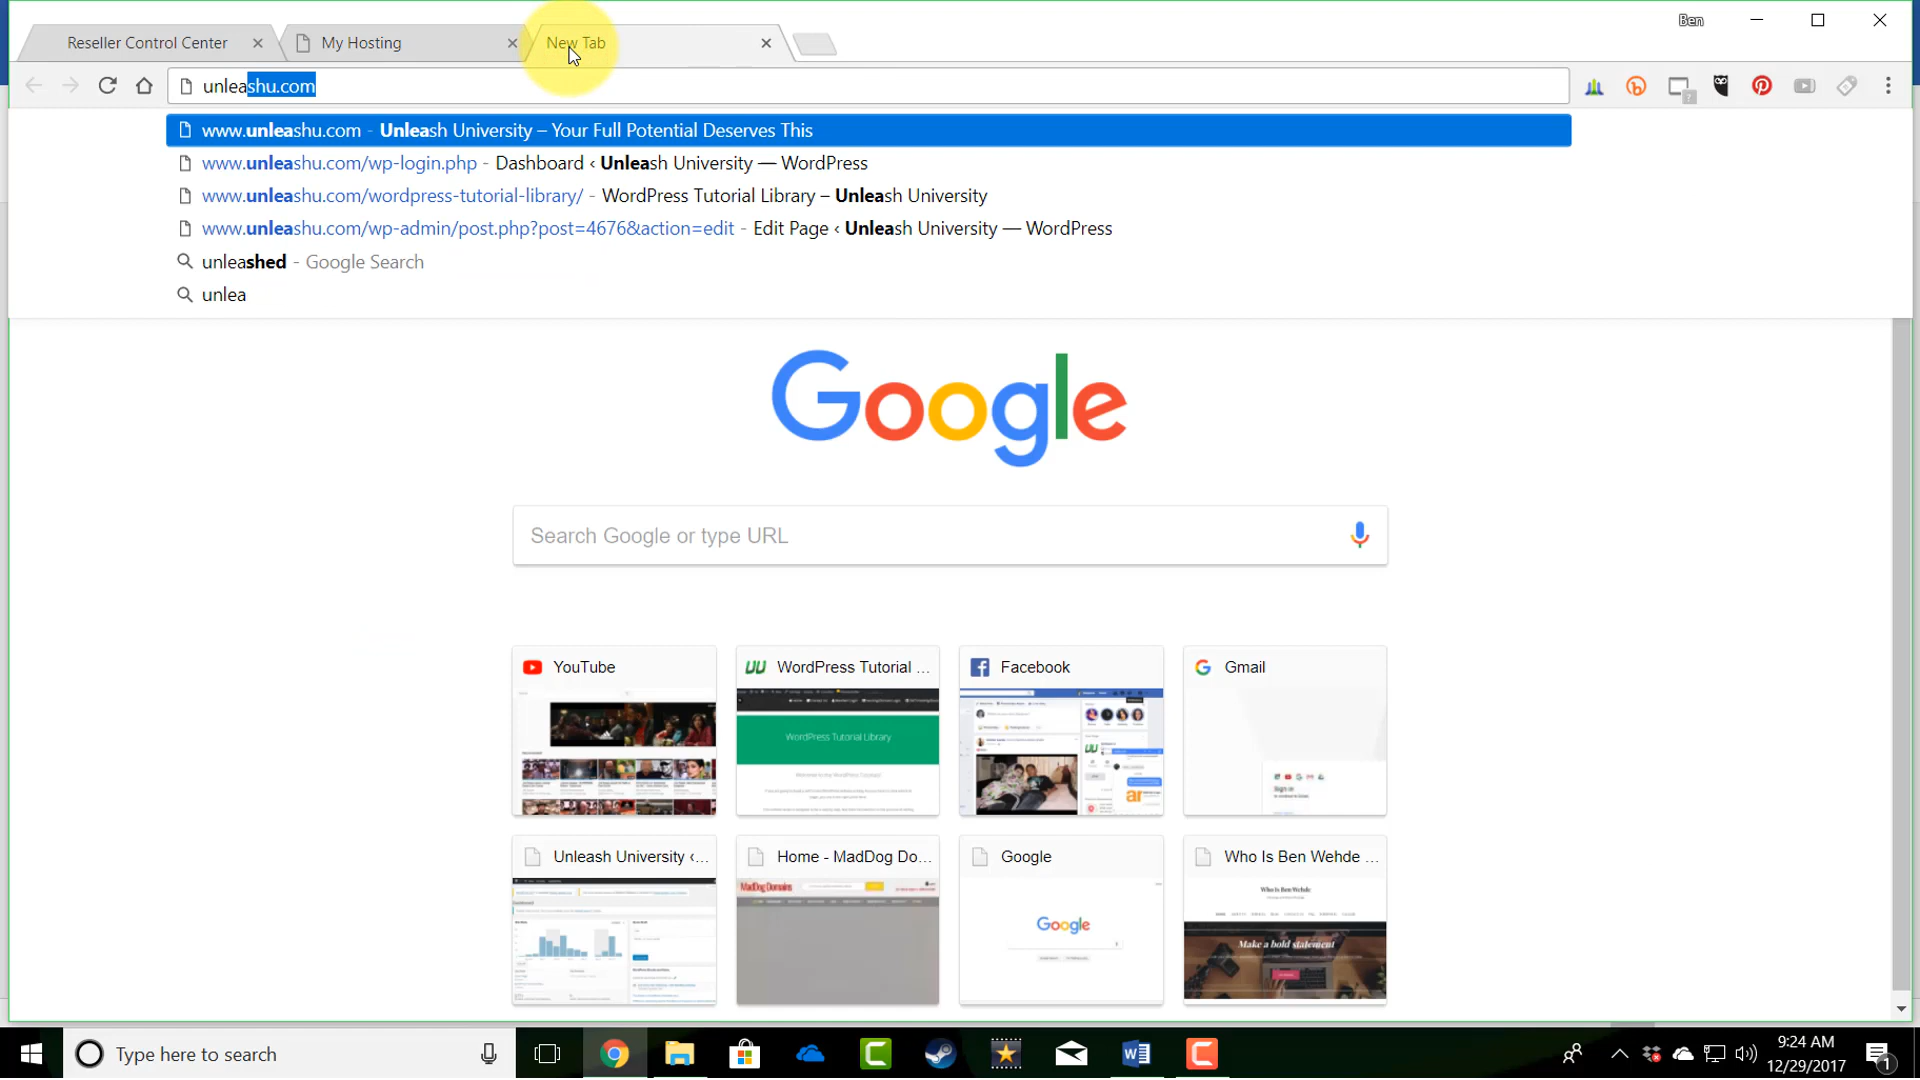 Ben
Reseller Control Center
My Hosting
New Tab
unleashu.com
www.unleashu.com - Unleash University – Your Full Potential Deserves This
www.unleashu.com/wp-login.php - Dashboard ‹ Unleash University — WordPress
www.unleashu.com/wordpress-tutorial-library/ - WordPress Tutorial Library – Unleash University
www.unleashu.com/wp-admin/post.php?post=4676&action=edit - Edit Page ‹ Unleash University — WordPress
unleashed - Google Search
unlea
Google
Search Google or type URL
YouTube
WordPress Tutorial ...
Facebook
Gmail
WordPress Tutorial Library
Sign in
Unleash University ‹...
Home - MadDog Do...
Google
Who Is Ben Wehde ...
MadDog Domains
Google
Who Is Ben Wehde
Make a bold statement
Type here to search
9:24 AM
12/29/2017
1